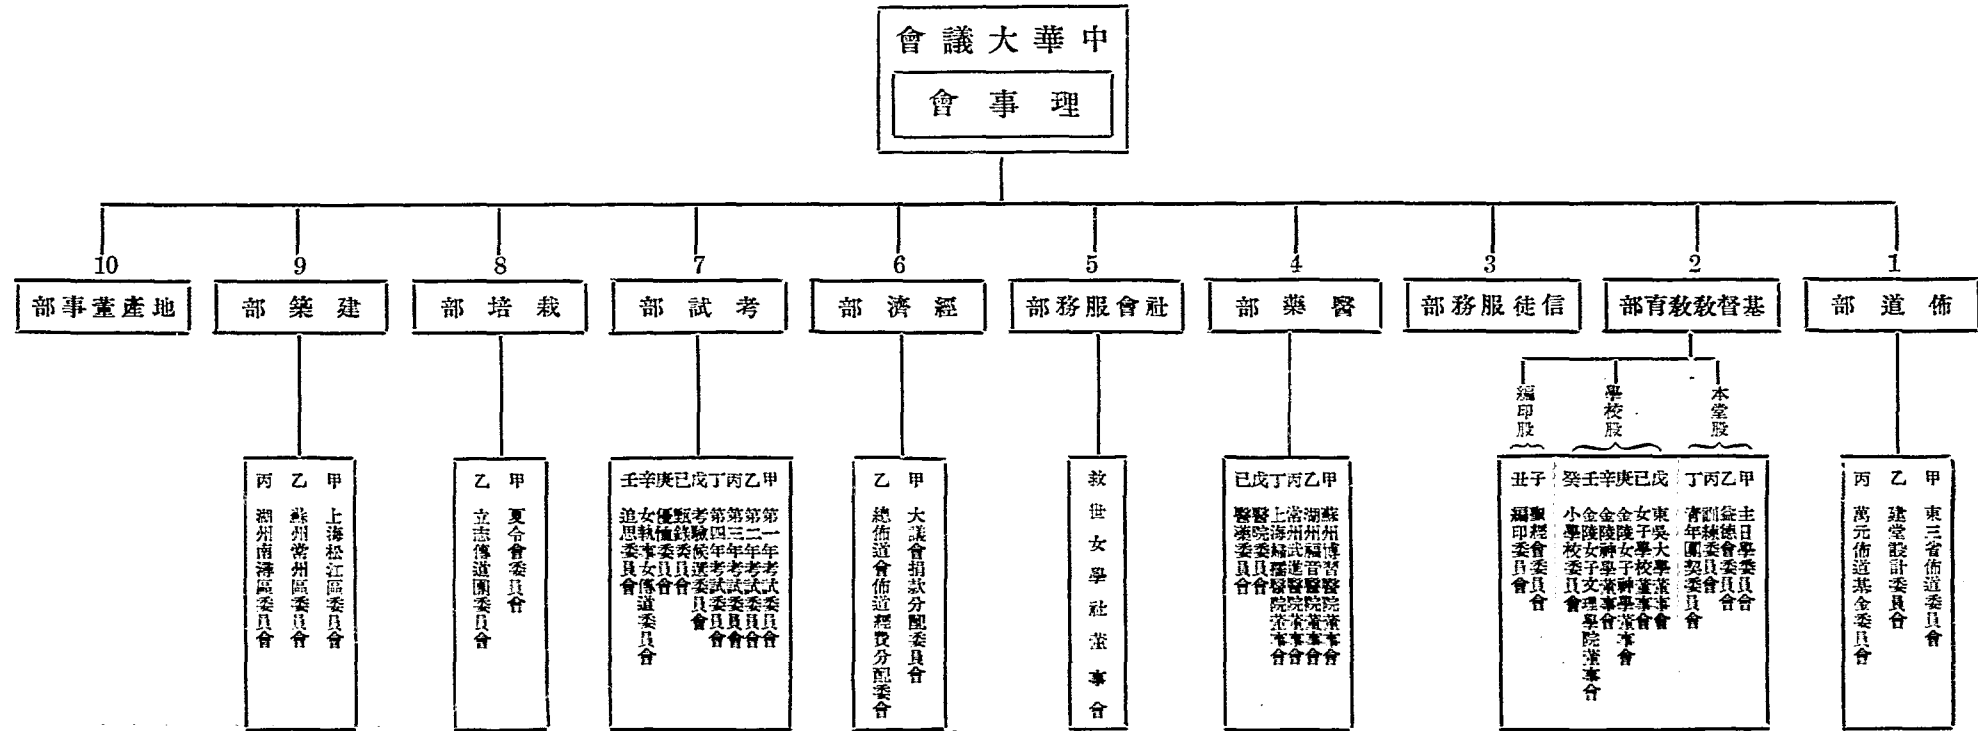 中華大議會
理事會
1
佈道部
甲 東三省佈道委員會
乙 建堂設計委員會
丙 萬元佈道基金委員會
2
基督教教育部
本堂股
甲 主日學委員會
乙 益德會委員會
丙 訓練委員會
丁 青年團契委員會
學校股
戊 東吳大學董事會
已 女子學校董事會
庚 金陵女子神學董事會
辛 金陵神學董事會
壬 金陵女子文理學院董事會
癸 小學校委員會
編印股
子 聖經會委員會
丑 編印委員會
3
信徒服務部
4
醫藥部
甲 蘇州博習醫院董事會
乙 湖州福音醫院董事會
丙 常州武進醫院董事會
丁 上海婦孺醫院董事會
戊 醫院委員會
已 醫藥委員會
5
社會服務部
救世女學社董事會
6
經濟部
甲 大議會捐款分配委員會
乙 總佈道會佈道經費分配委會
7
考試部
甲 第一年考試委員會
乙 第二年考試委員會
丙 第三年考試委員會
丁 第四年考試委員會
戊 考驗候選委員會
已 甄錄委員會
庚 優恤委員會
辛 女執事女傳道委員會
壬 追思委員會
8
栽培部
甲 夏令會委員會
乙 立志傳道團委員會
9
建築部
甲 上海松江區委員會
乙 蘇州常州區委員會
丙 湖州南潯區委員會
10
地產董事部